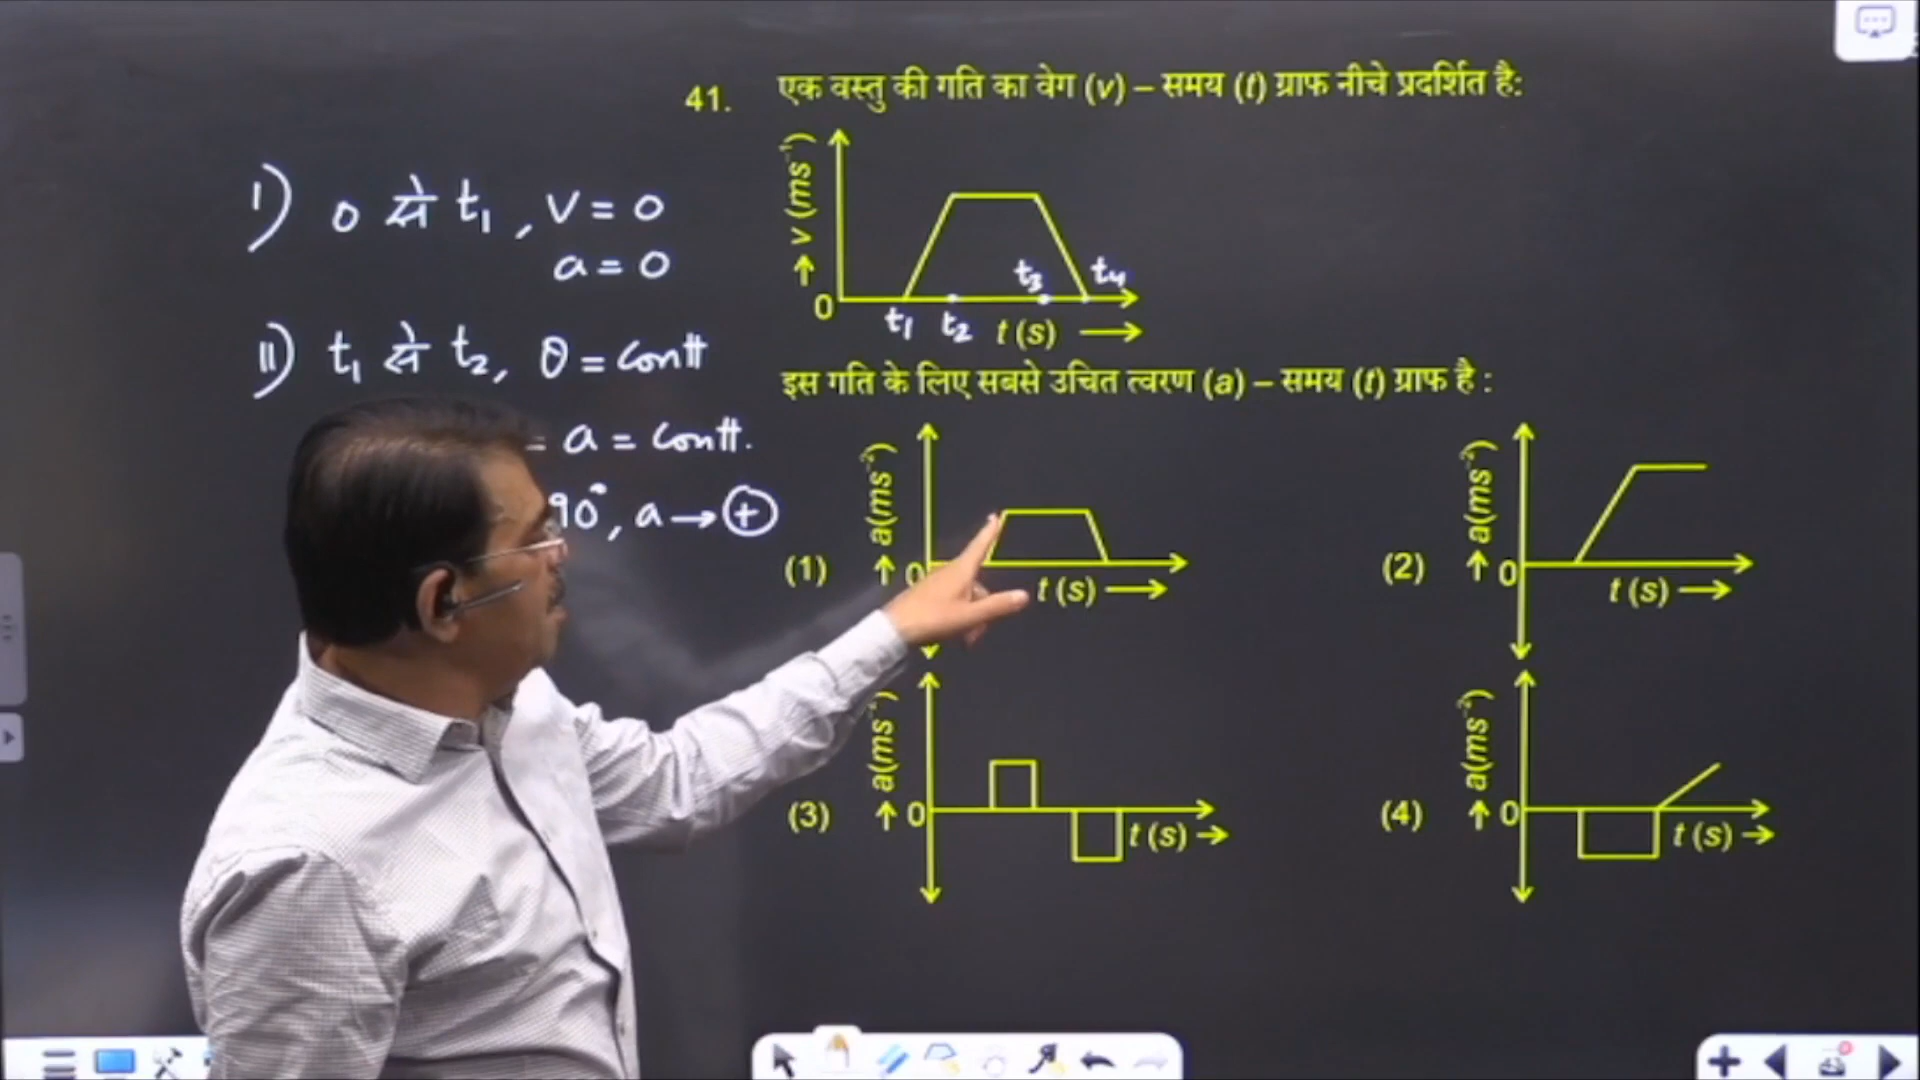 41. एक वस्तु की गति का वेग (v) – समय (t) ग्राफ नीचे प्रदर्शित है:
I) 0 से t₁, v = 0
a = 0
II) t₁ से t₂, θ = contt
= a = contt.
90°, a → +
v (ms⁻¹)
0
t₁ t₂ t₃ t₄
t (s)
इस गति के लिए सबसे उचित त्वरण (a) – समय (t) ग्राफ है :
(1) a(ms⁻²) 0 t (s)
(2) a(ms⁻²) 0 t (s)
(3) a(ms⁻²) 0 t (s)
(4) a(ms⁻²) 0 t (s)